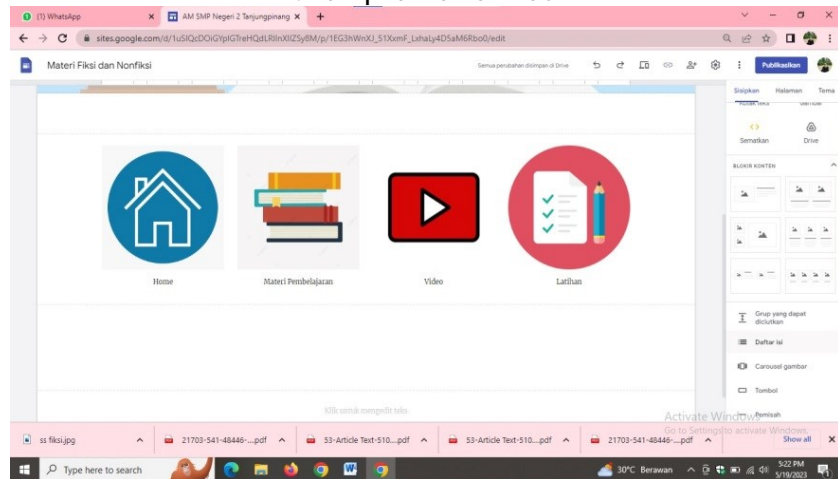 (1) WhatsApp
AM SMP Negeri 2 Tanjungpinang
sites.google.com/d/1uSIQcDOiGYpIGTreHQdLRlInXIIZSy8M/p/1EG3hWnXJ_51XxmF_LxhaLy4D5aM6Rbo0/edit
Materi Fiksi dan Nonfiksi
Semua perubahan disimpan di Drive
Publikasikan
Sisipkan Halaman Tema
Sematkan Drive
BLOKIR KONTEN
Home Materi Pembelajaran Video Latihan
Grup yang dapat
diciutkan
Daftar isi
Carousel gambar
Tombol
Pemisah
Klik untuk mengedit teks.
Activate Windows
Go to Settings to activate Windows.
ss fiksi.jpg
21703-541-48446-....pdf
53-Article Text-510....pdf
53-Article Text-510....pdf
21703-541-48446-....pdf
Show all
Type here to search
30°C Berawan
5:22 PM
5/19/2023